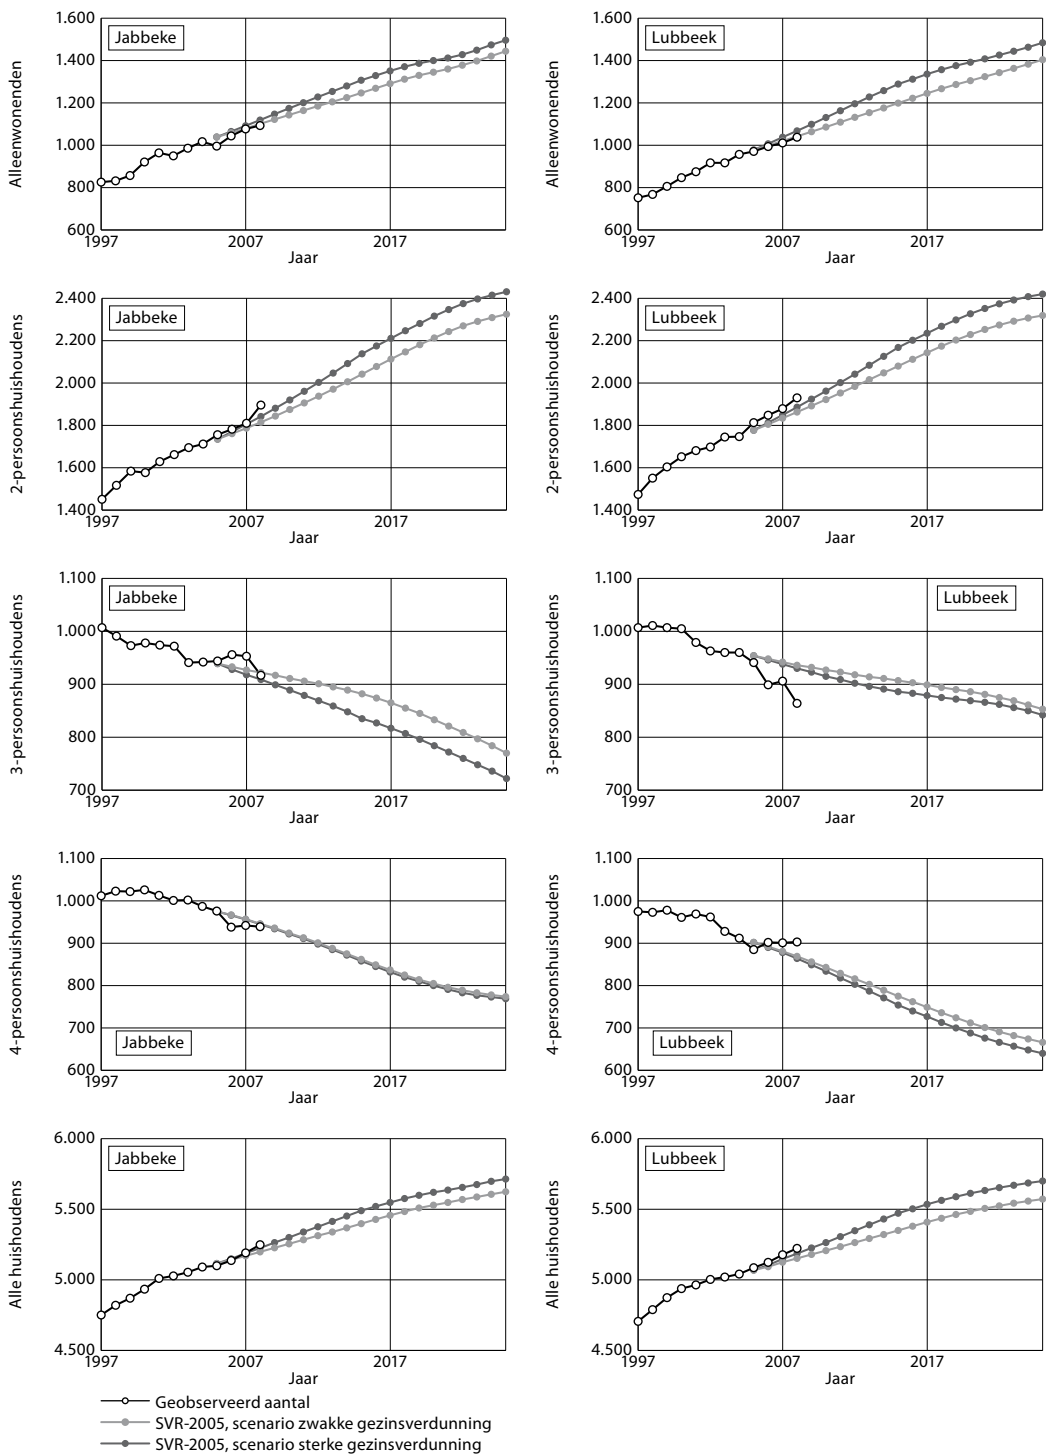 Alleenwonenden
1.600
1.400
1.200
1.000
800
600
Jabbeke
1997
2007
2017
Jaar
Alleenwonenden
1.600
1.400
1.200
1.000
800
600
Lubbeek
1997
2007
2017
Jaar
2-persoonshuishoudens
2.400
2.200
2.000
1.800
1.600
1.400
Jabbeke
1997
2007
2017
Jaar
2-persoonshuishoudens
2.400
2.200
2.000
1.800
1.600
1.400
Lubbeek
1997
2007
2017
Jaar
3-persoonshuishoudens
1.100
1.000
900
800
700
Jabbeke
1997
2007
2017
Jaar
3-persoonshuishoudens
1.100
1.000
900
800
700
Lubbeek
1997
2007
2017
Jaar
4-persoonshuishoudens
1.100
1.000
900
800
700
600
Jabbeke
1997
2007
2017
Jaar
4-persoonshuishoudens
1.100
1.000
900
800
700
600
Lubbeek
1997
2007
2017
Jaar
Alle huishoudens
6.000
5.500
5.000
4.500
Jabbeke
1997
2007
2017
Jaar
Alle huishoudens
6.000
5.500
5.000
4.500
Lubbeek
1997
2007
2017
Jaar
Geobserveerd aantal
SVR-2005, scenario zwakke gezinsverdunning
SVR-2005, scenario sterke gezinsverdunning